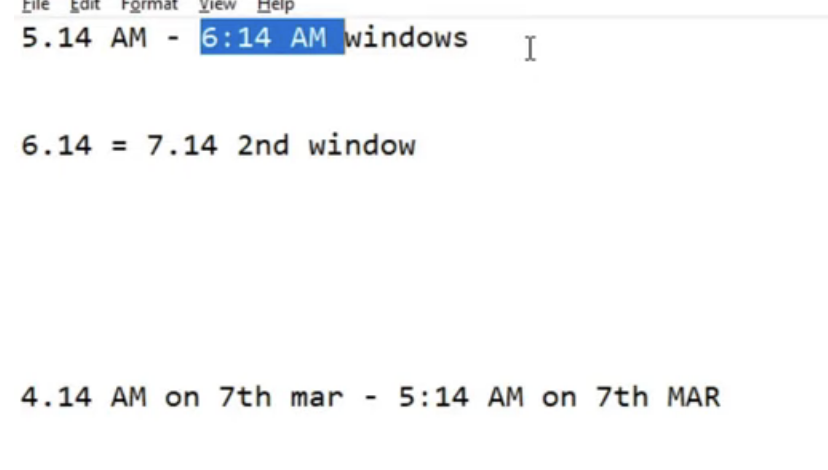 File Edit Format View Help
5.14 AM - 6:14 AM windows
6.14 = 7.14 2nd window
4.14 AM on 7th mar - 5:14 AM on 7th MAR